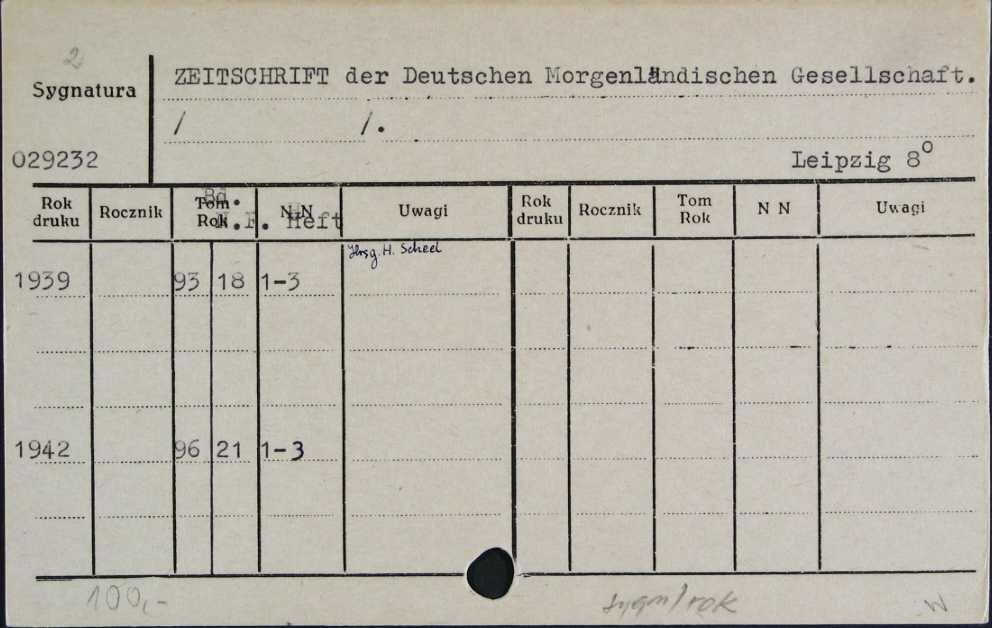 2
Sygnatura
ZEITSCHRIFT der Deutschen Morgenländischen Gesellschaft.
/ /.
029232
Leipzig 8°
Rok druku Rocznik Tom Rok N N Uwagi Rok druku Rocznik Tom Rok N N Uwagi
Bd.
N.F. Heft
Hrsg. H. Scheel
1939 93 18 1-3
1942 96 21 1-3
100,- sygn/rok W